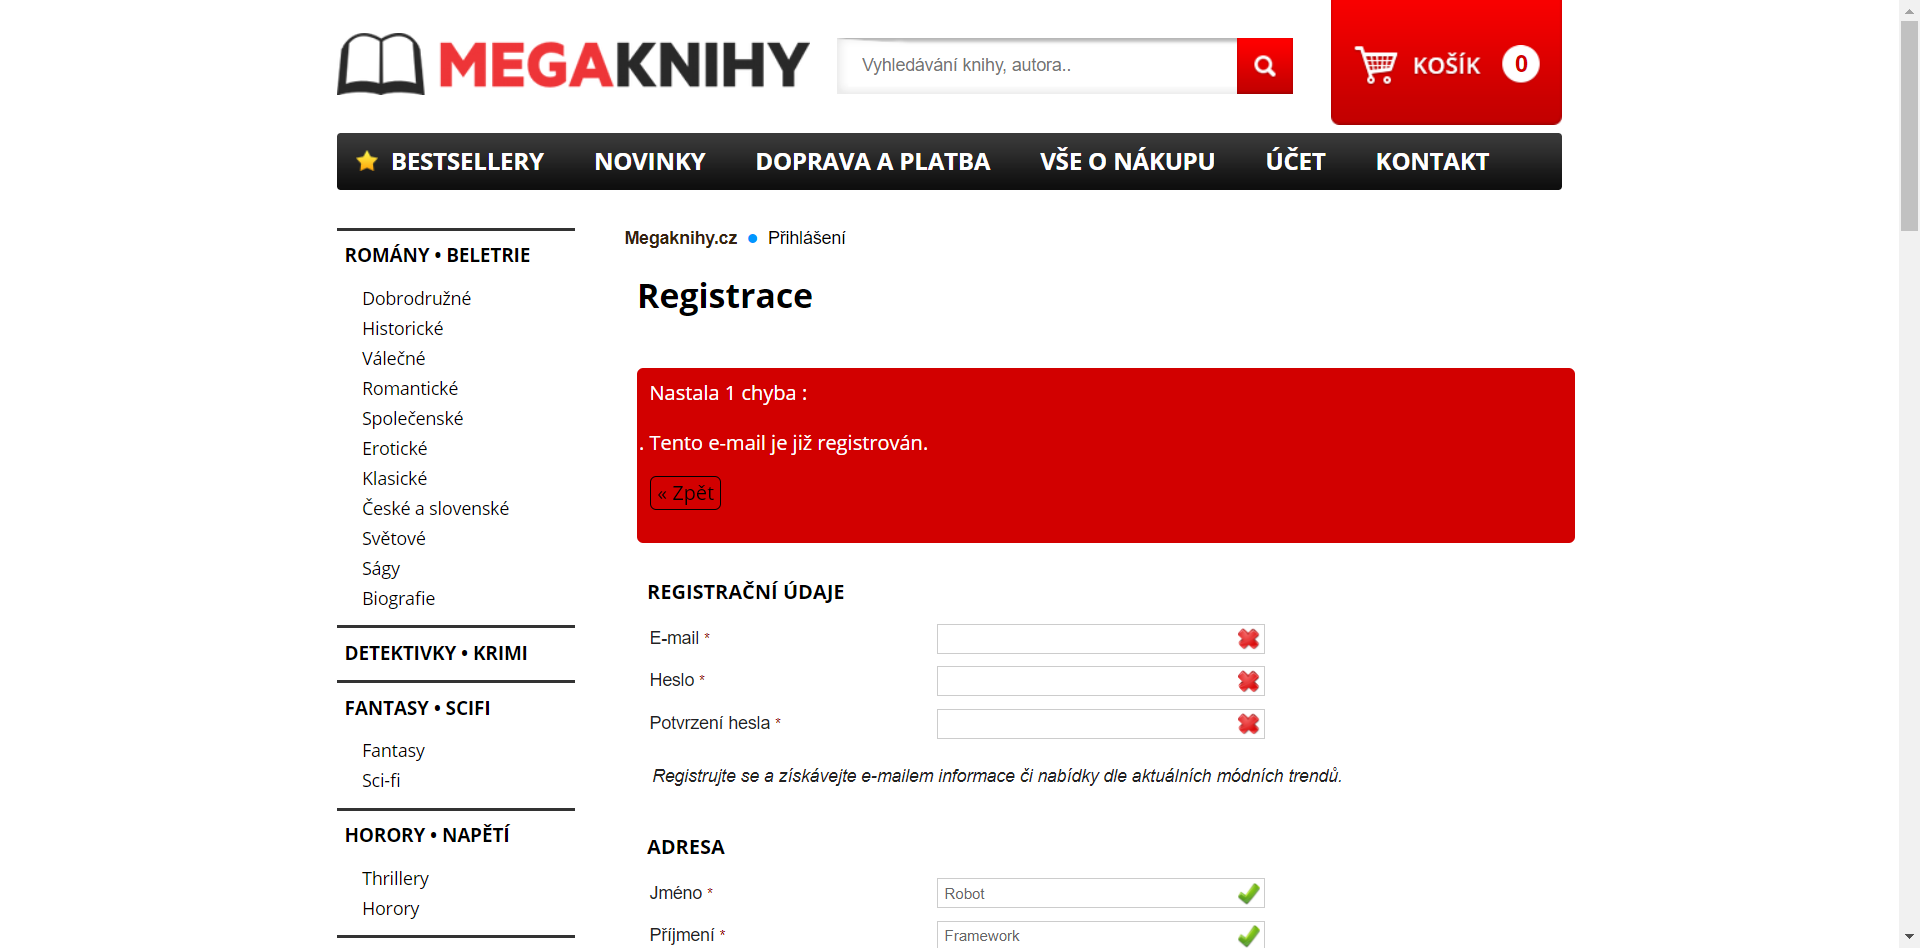 MEGAKNIHY
Vyhledávání knihy, autora..
KOŠÍK 0
BESTSELLERY NOVINKY DOPRAVA A PLATBA VŠE O NÁKUPU ÚČET KONTAKT
ROMÁNY • BELETRIE
Dobrodružné
Historické
Válečné
Romantické
Společenské
Erotické
Klasické
České a slovenské
Světové
Ságy
Biografie
DETEKTIVKY • KRIMI
FANTASY • SCIFI
Fantasy
Sci-fi
HORORY • NAPĚTÍ
Thrillery
Horory
Megaknihy.cz • Přihlášení
Registrace
Nastala 1 chyba :
. Tento e-mail je již registrován.
« Zpět
REGISTRAČNÍ ÚDAJE
E-mail *
Heslo *
Potvrzení hesla *
Registrujte se a získávejte e-mailem informace či nabídky dle aktuálních módních trendů.
ADRESA
Jméno * Robot
Příjmení * Framework